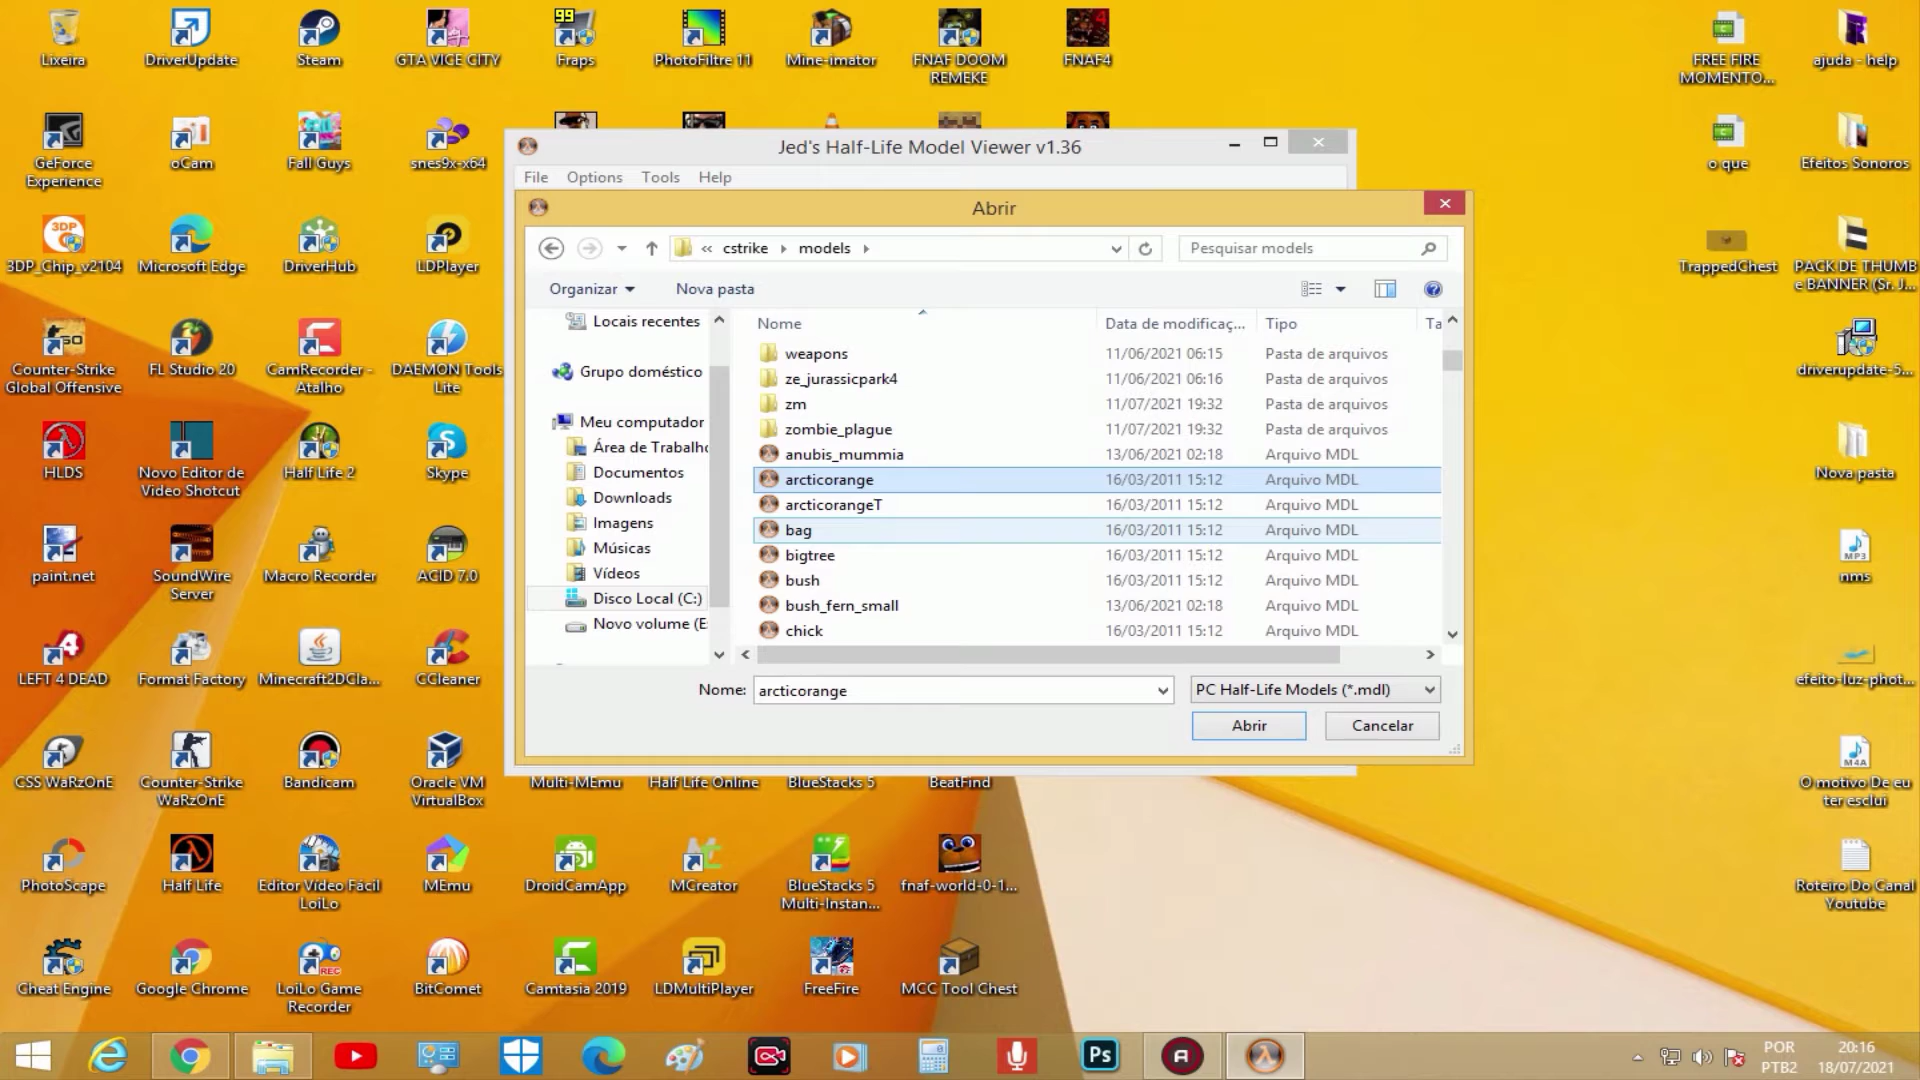 Lixeira
DriverUpdate
Steam
GTA VICE CITY
Fraps
PhotoFiltre 11
Mine-imator
FNAF DOOM
REMEKE
FNAF4
FREE FIRE
MOMENTO...
ajuda - help
GeForce
Experience
oCam
Fall Guys
snes9x-x64
o que
Efeitos Sonoros
3DP_Chip_v2104
Microsoft Edge
DriverHub
LDPlayer
TrappedChest
PACK DE THUMB
e BANNER (Sr. J...
Counter-Strike
Global Offensive
FL Studio 20
CamRecorder -
Atalho
DAEMON Tools
Lite
driverupdate-5...
HLDS
Novo Editor de
Video Shotcut
Half Life 2
Skype
Nova pasta
paint.net
SoundWire
Server
Macro Recorder
ACID 7.0
nms
LEFT 4 DEAD
Format Factory
Minecraft2DCla...
CCleaner
efeito-luz-phot...
CSS WaRzOnE
Counter-Strike
WaRzOnE
Bandicam
Oracle VM
VirtualBox
Multi-MEmu
Half Life Online
BlueStacks 5
BeatFind
O motivo De eu
ter esclui
PhotoScape
Half Life
Editor Vídeo Fácil
LoiLo
MEmu
DroidCamApp
MCreator
BlueStacks 5
Multi-Instan...
fnaf-world-0-1...
Roteiro Do Canal
Youtube
Cheat Engine
Google Chrome
LoiLo Game
Recorder
BitComet
Camtasia 2019
LDMultiPlayer
FreeFire
MCC Tool Chest
Jed's Half-Life Model Viewer v1.36
File Options Tools Help
Abrir
« cstrike models
Pesquisar models
Organizar
Nova pasta
Locais recentes
Grupo doméstico
Meu computador
Área de Trabalho
Documentos
Downloads
Imagens
Músicas
Vídeos
Disco Local (C:)
Novo volume (E:
Nome Data de modificaç... Tipo Ta
weapons 11/06/2021 06:15 Pasta de arquivos
ze_jurassicpark4 11/06/2021 06:16 Pasta de arquivos
zm 11/07/2021 19:32 Pasta de arquivos
zombie_plague 11/07/2021 19:32 Pasta de arquivos
anubis_mummia 13/06/2021 02:18 Arquivo MDL
arcticorange 16/03/2011 15:12 Arquivo MDL
arcticorangeT 16/03/2011 15:12 Arquivo MDL
bag 16/03/2011 15:12 Arquivo MDL
bigtree 16/03/2011 15:12 Arquivo MDL
bush 16/03/2011 15:12 Arquivo MDL
bush_fern_small 13/06/2021 02:18 Arquivo MDL
chick 16/03/2011 15:12 Arquivo MDL
Nome: arcticorange
PC Half-Life Models (*.mdl)
Abrir
Cancelar
POR
PTB2
20:16
18/07/2021